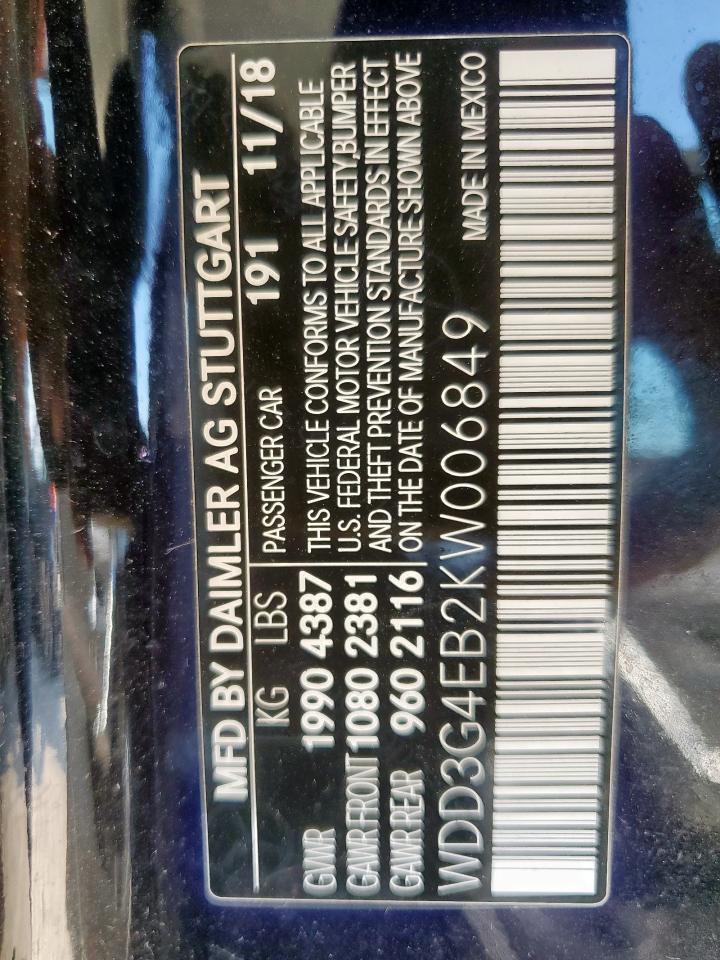 MFD BY DAIMLER AG STUTTGART
KG LBS PASSENGER CAR 191 11/18
GVWR 1990 4387
GAWR FRONT 1080 2381
GAWR REAR 960 2116
THIS VEHICLE CONFORMS TO ALL APPLICABLE
U.S. FEDERAL MOTOR VEHICLE SAFETY,BUMPER
AND THEFT PREVENTION STANDARDS IN EFFECT
ON THE DATE OF MANUFACTURE SHOWN ABOVE
WDD3G4EB2KW006849 MADE IN MEXICO